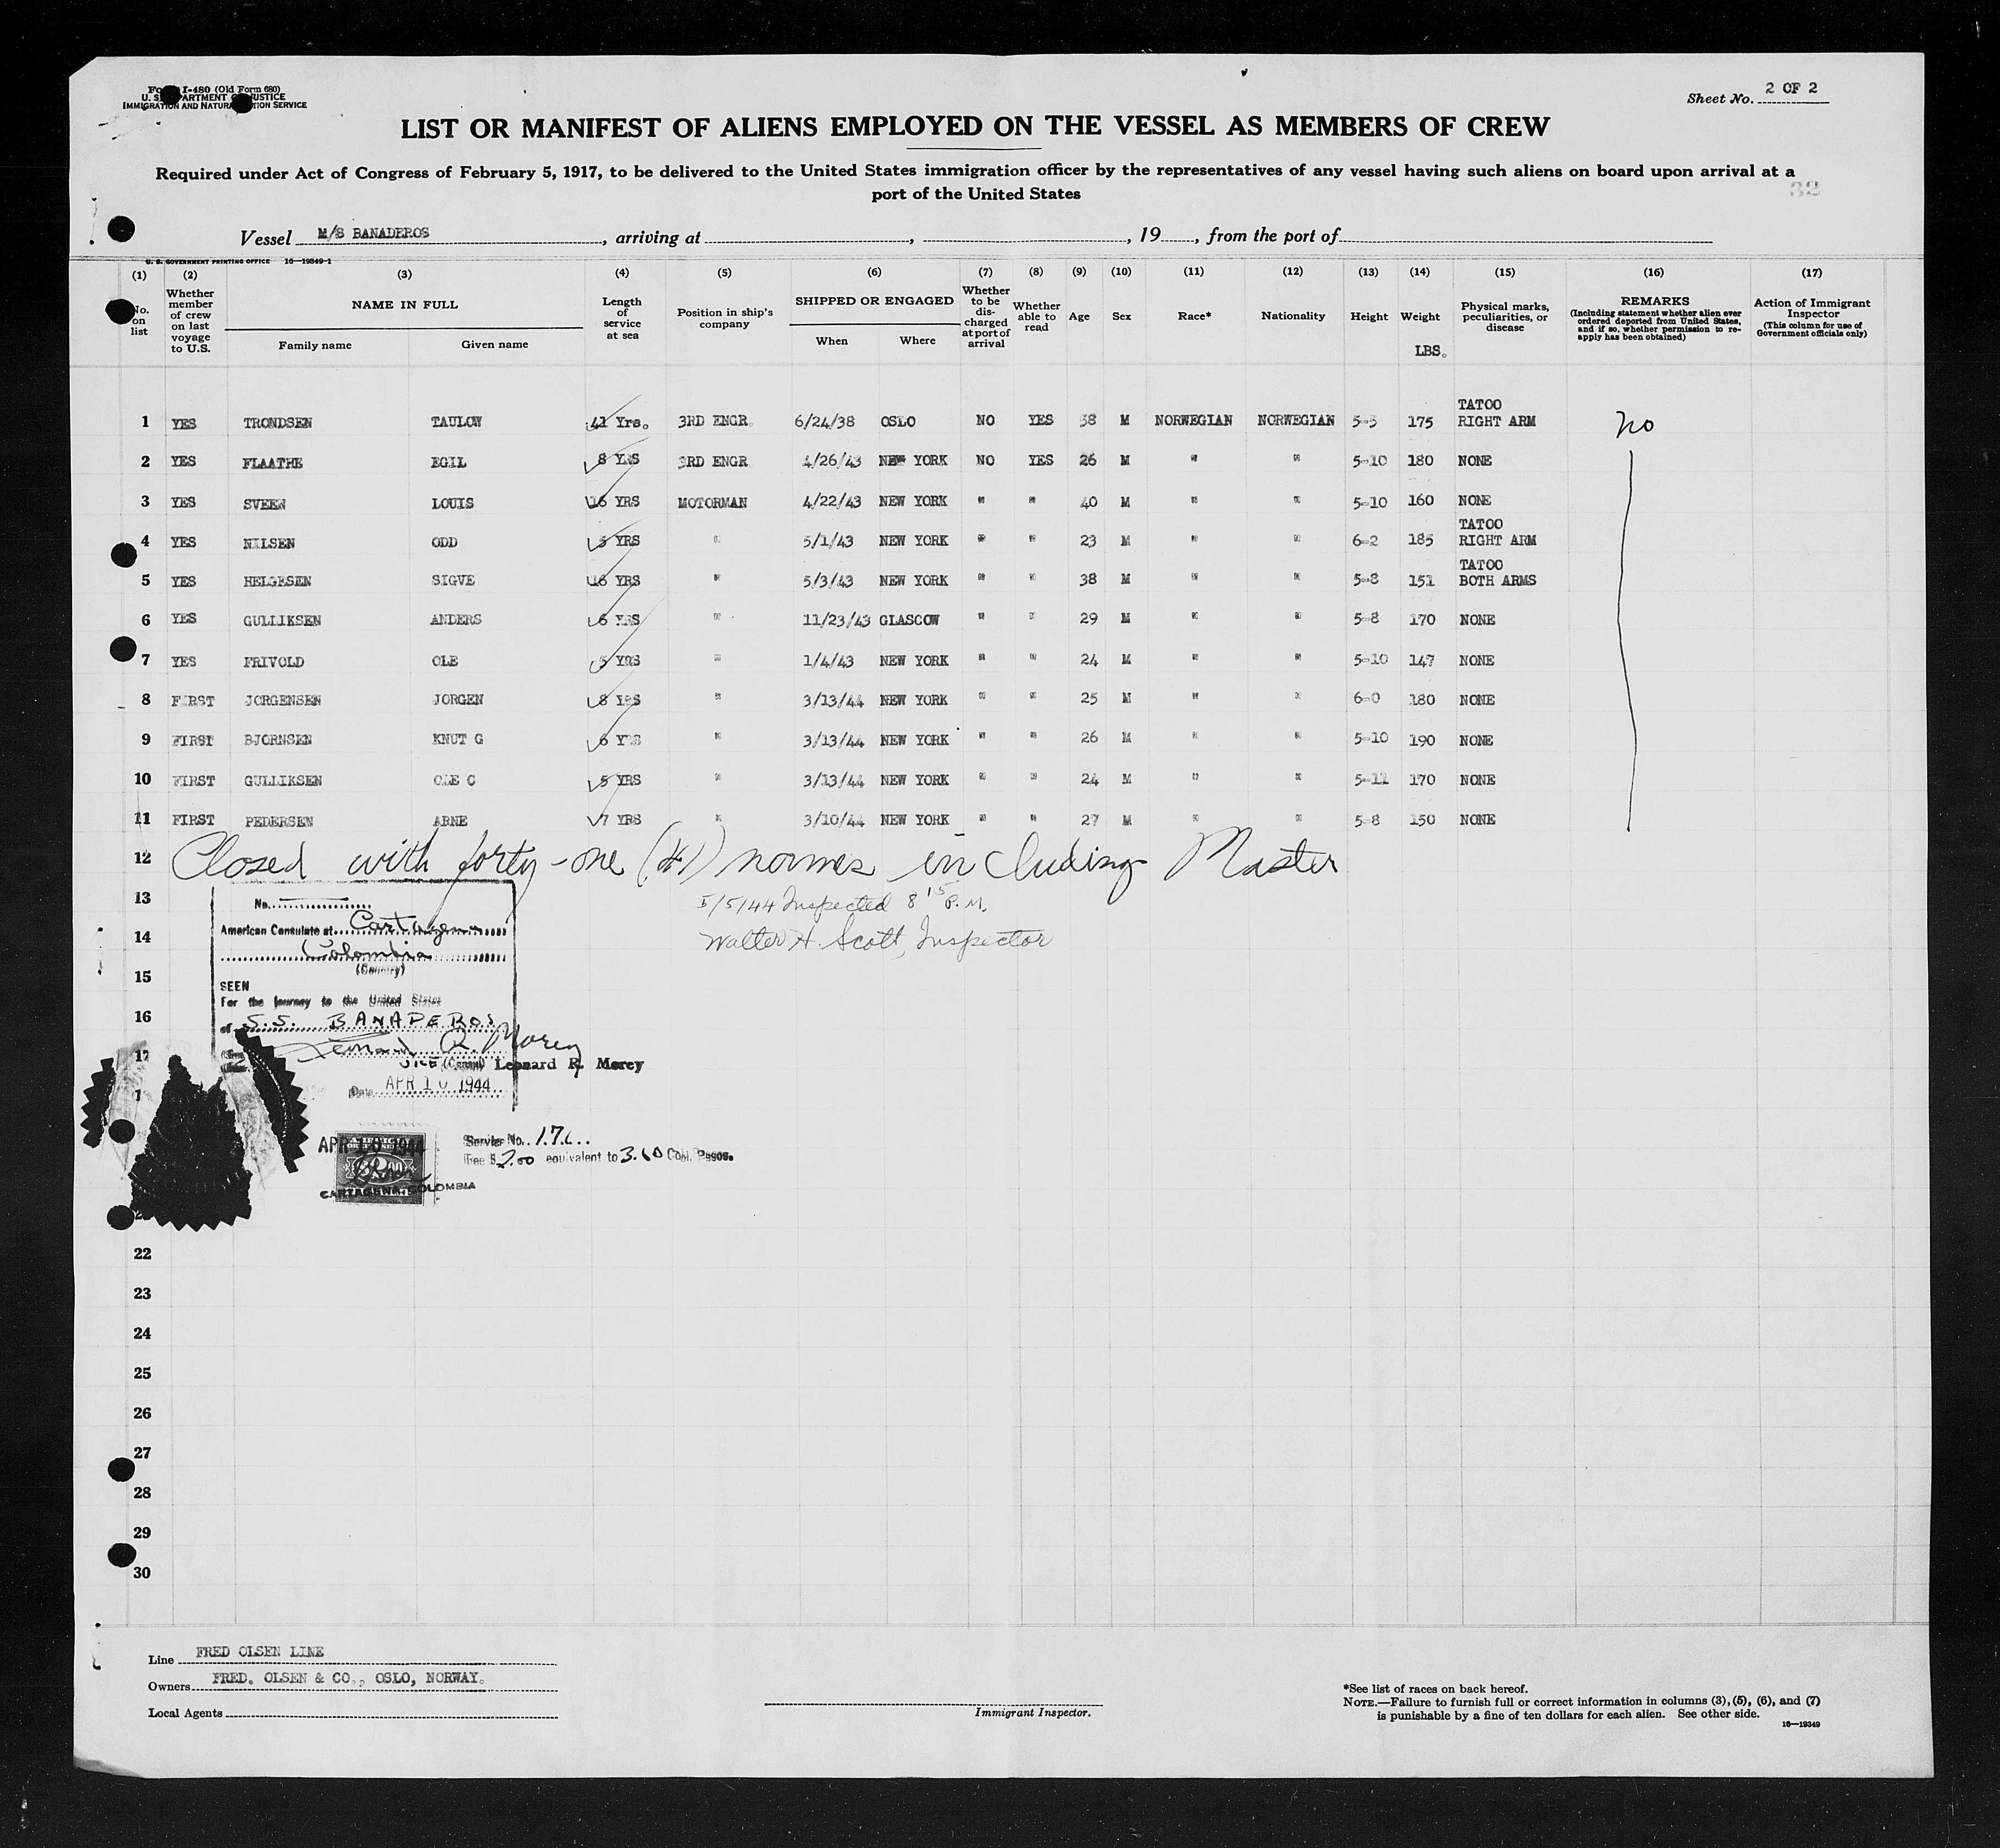 Form I-480 (Old Form 680)
U. S. DEPARTMENT OF JUSTICE
IMMIGRATION AND NATURALIZATION SERVICE
Sheet No. 2 OF 2
LIST OR MANIFEST OF ALIENS EMPLOYED ON THE VESSEL AS MEMBERS OF CREW
Required under Act of Congress of February 5, 1917, to be delivered to the United States immigration officer by the representatives of any vessel having such aliens on board upon arrival at a
port of the United States
32
Vessel M/S BANADEROS, arriving at , , 19 , from the port of
U. S. GOVERNMENT PRINTING OFFICE 16—19349-1
(1) (2) (3) (4) (5) (6) (7) (8) (9) (10) (11) (12) (13) (14) (15) (16) (17)
No. on list
Whether member of crew on last voyage to U.S.
NAME IN FULL
Family name Given name
Length of service at sea
Position in ship's company
SHIPPED OR ENGAGED
When Where
Whether to be discharged at port of arrival
Whether able to read
Age
Sex
Race*
Nationality
Height
Weight
LBS.
Physical marks, peculiarities, or disease
REMARKS
(Including statement whether alien ever ordered deported from United States, and if so, whether permission to reapply has been obtained)
Action of Immigrant Inspector
(This column for use of Government officials only)
1 YES TRONDSEN TAULOW 41 Yrs. 3RD ENGR. 6/24/38 OSLO NO YES 58 M NORWEGIAN NORWEGIAN 5-5 175 TATOO RIGHT ARM no
2 YES FLAATHE EGIL 8 YRS 3RD ENGR 4/26/43 NEW YORK NO YES 26 M " " 5-10 180 NONE
3 YES SVEEN LOUIS 16 YRS MOTORMAN 4/22/43 NEW YORK " " 40 M " " 5-10 160 NONE
4 YES NILSEN ODD 5 YRS " 5/1/43 NEW YORK " " 23 M " " 6-2 185 TATOO RIGHT ARM
5 YES HELGESEN SIGVE 16 YRS " 5/3/43 NEW YORK " " 38 M " " 5-8 151 TATOO BOTH ARMS
6 YES GULLIKSEN ANDERS 6 YRS " 11/23/43 GLASCOW " " 29 M " " 5-8 170 NONE
7 YES FRIVOLD OLE 5 YRS " 1/4/43 NEW YORK " " 24 M " " 5-10 147 NONE
8 FIRST JORGENSEN JORGEN 8 YRS " 3/13/44 NEW YORK " " 25 M " " 6-0 180 NONE
9 FIRST BJORNSEN KNUT G 6 YRS " 3/13/44 NEW YORK " " 26 M " " 5-10 190 NONE
10 FIRST GULLIKSEN OLE C 5 YRS " 3/13/44 NEW YORK " " 24 M " " 5-11 170 NONE
11 FIRST PEDERSEN ARNE 7 YRS " 3/10/44 NEW YORK " " 27 M " " 5-8 150 NONE
12 Closed with forty-one (41) names including Master
13
5/5/44 Inspected 8 15 P.M.
14
Walter H. Scott, Inspector
No.
American Consulate at Cartagena
Colombia
(Country)
15
SEEN
For the journey to the United States
16
of S.S. BANADEROS
17
Leonard R. Morey
VICE (Consul) Leonard R. Morey
Date APR 10 1944
APR 10 1944
CARTAGENA, COLOMBIA
Service No. 176
Fee $ 2.00 equivalent to 3.60 Col. Pesos.
22
23
24
25
26
27
28
29
30
Line FRED OLSEN LINE
Owners FRED. OLSEN & CO., OSLO, NORWAY.
Local Agents
Immigrant Inspector.
*See list of races on back hereof.
NOTE.—Failure to furnish full or correct information in columns (3), (5), (6), and (7)
is punishable by a fine of ten dollars for each alien. See other side.
16—19349